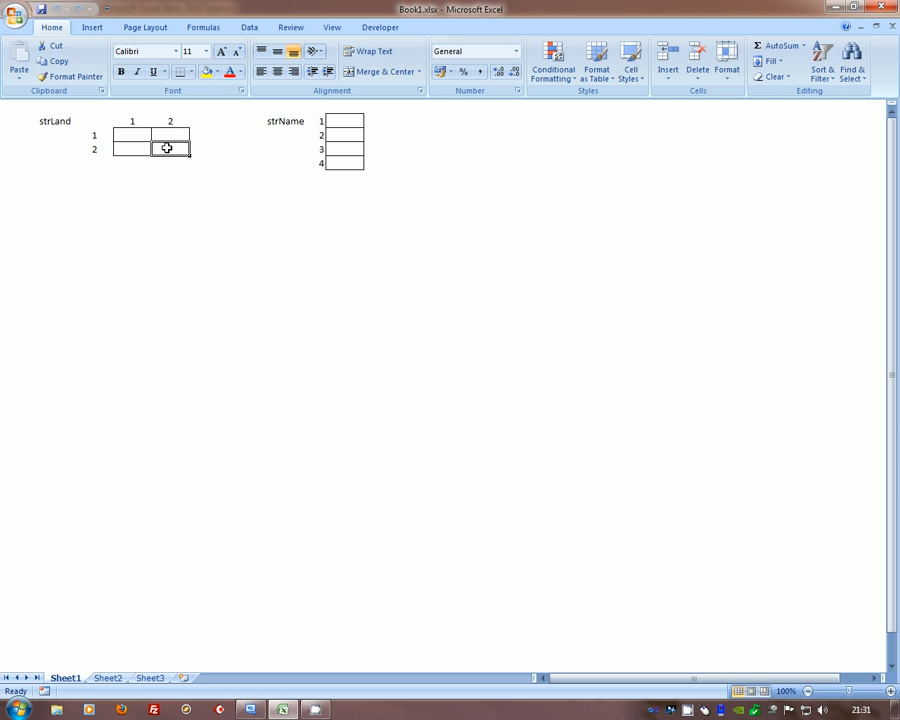 Book1.xlsx - Microsoft Excel
Home Insert Page Layout Formulas Data Review View Developer
Paste
Cut
Copy
Format Painter
Clipboard
Calibri 11
B I U
Font
Wrap Text
Merge & Center
Alignment
General
%
Number
Conditional Formatting
Format as Table
Cell Styles
Styles
Insert Delete Format
Cells
Σ AutoSum
Fill
Clear
Sort & Filter
Find & Select
Editing
strLand 1 2 strName 1
1 2
2 3
4
Sheet1 Sheet2 Sheet3
Ready 100%
21:31